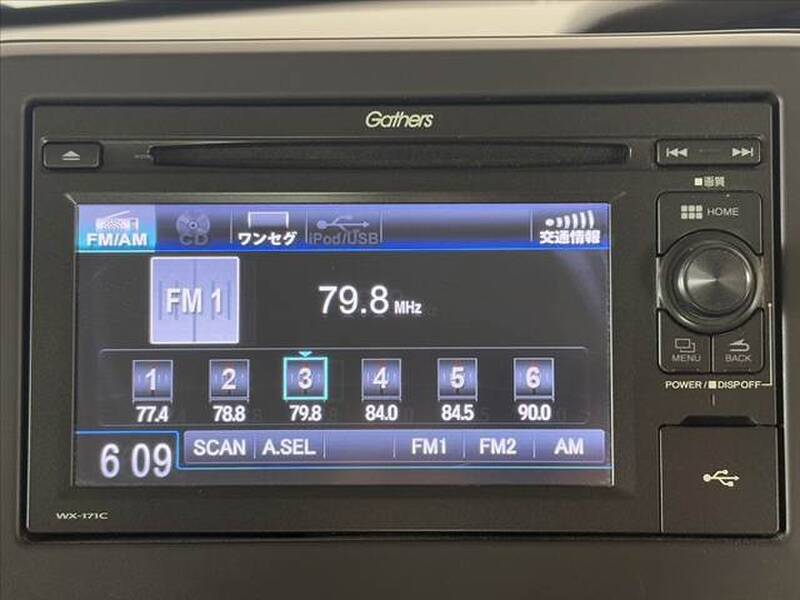 Gathers
■画質
HOME
FM/AM
CD
ワンセグ
iPod/USB
交通情報
FM 1
79.8 MHz
1 2 3 4 5 6
77.4 78.8 79.8 84.0 84.5 90.0
MENU BACK
POWER/■DISPOFF
6 09
SCAN A.SEL FM1 FM2 AM
WX-171C